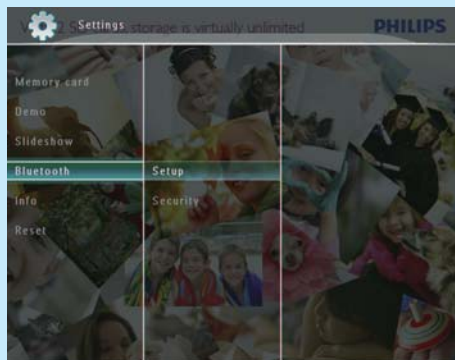 Settings
storage is virtually unlimited
PHILIPS
Memory card
Demo
Slideshow
Bluetooth
Setup
Info
Security
Reset